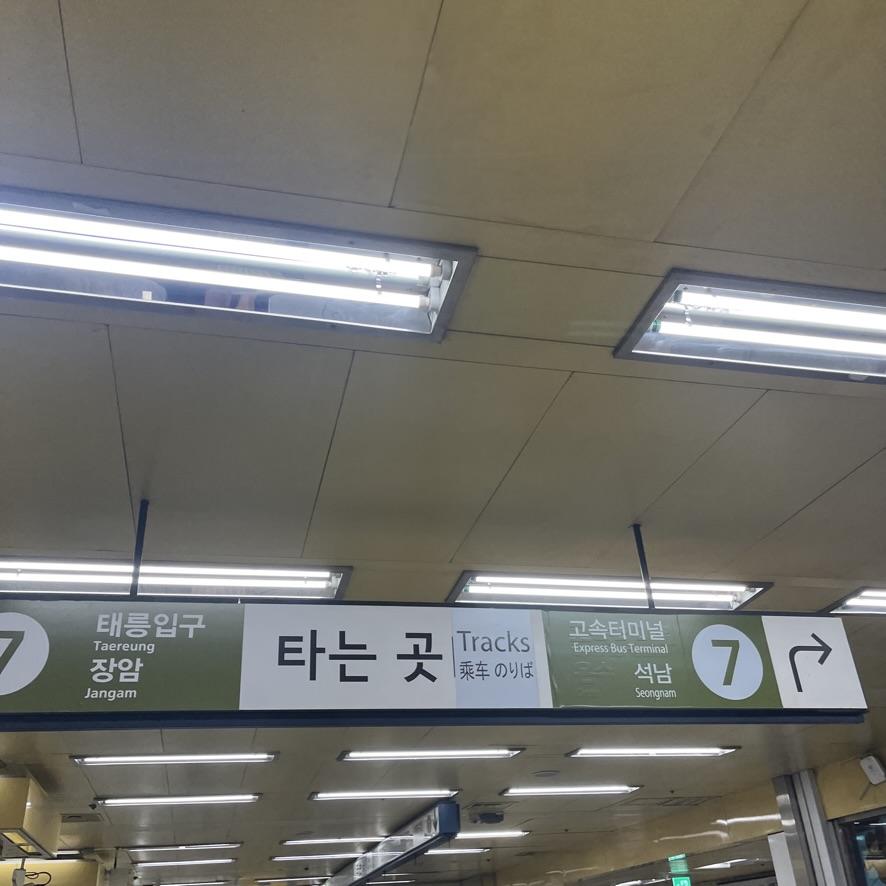 7
태릉입구
Taereung
장암
Jangam
타는 곳
Tracks
乘车 のりば
고속터미널
Express Bus Terminal
석남
Seongnam
7